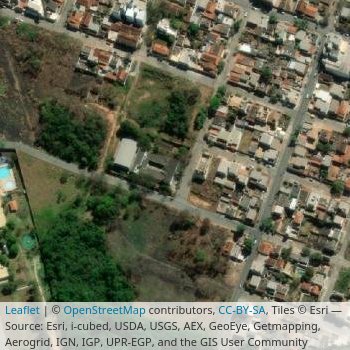 Leaflet | © OpenStreetMap contributors, CC-BY-SA, Tiles © Esri —
Source: Esri, i-cubed, USDA, USGS, AEX, GeoEye, Getmapping,
Aerogrid, IGN, IGP, UPR-EGP, and the GIS User Community